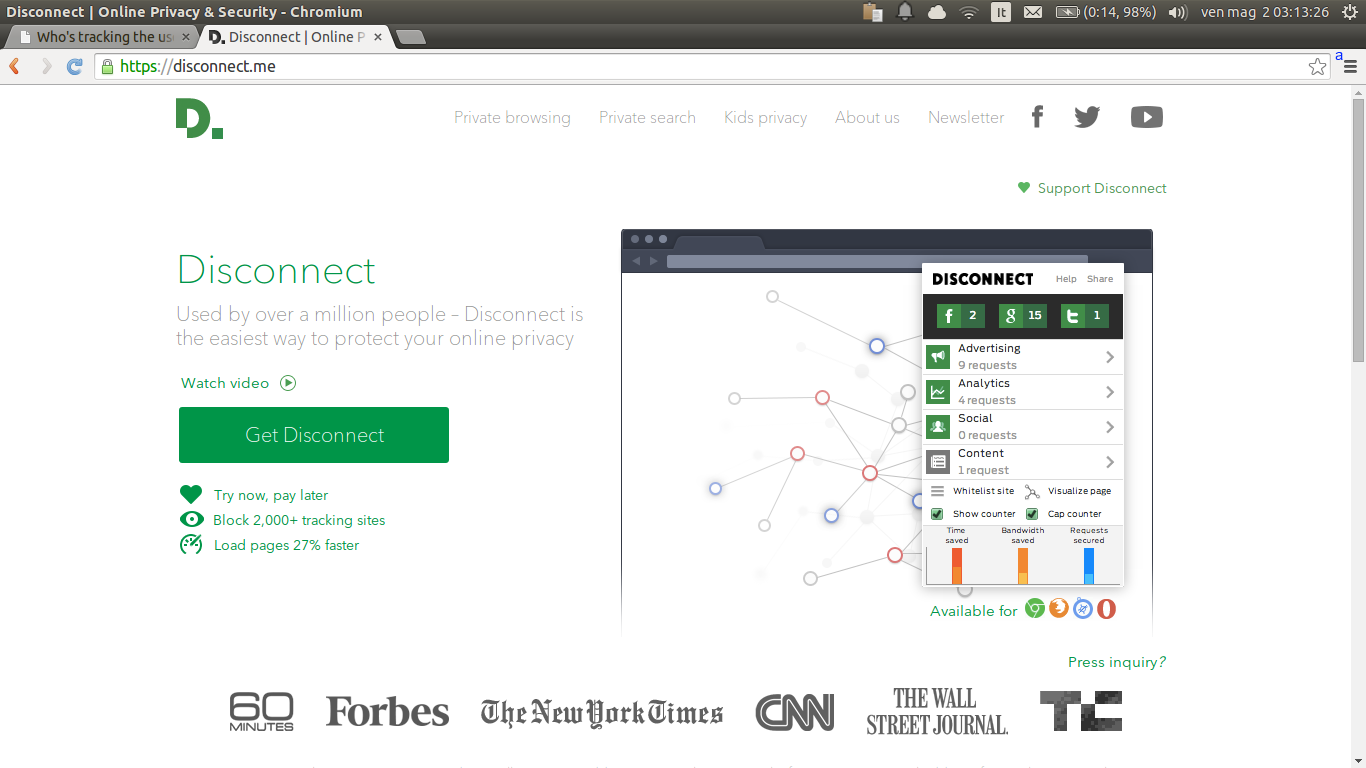 Disconnect | Online Privacy & Security - Chromium
It
(0:14, 98%)
ven mag 2 03:13:26
Who's tracking the us
D. Disconnect | Online P
https://disconnect.me
a
D.
Private browsing
Private search
Kids privacy
About us
Newsletter
Support Disconnect
Disconnect
Used by over a million people – Disconnect is
the easiest way to protect your online privacy
Watch video
Get Disconnect
Try now, pay later
Block 2,000+ tracking sites
Load pages 27% faster
DISCONNECT
Help
Share
f 2
g 15
t 1
Advertising
9 requests
Analytics
4 requests
Social
0 requests
Content
1 request
Whitelist site
Visualize page
Show counter
Cap counter
Time
saved
Bandwidth
saved
Requests
secured
Available for
Press inquiry?
60
MINUTES
Forbes
The New York Times
CNN
THE WALL
STREET JOURNAL.
TC